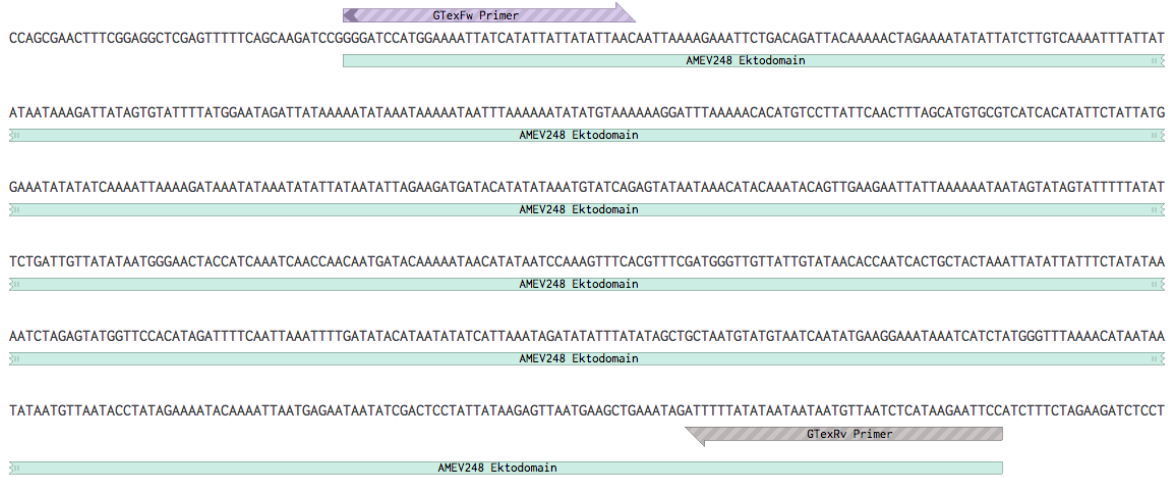 GTexFw Primer
CCAGCGAACTTTCGGAGGCTCGAGTTTTTCAGCAAGATCCGGGGATCCATGGAAAATTATCATATTATTATATTAACAATTAAAAGAAATTCTGACAGATTACAAAAACTAGAAAATATATTATCTTGTCAAAATTTATTAT
AMEV248 Ektodomain
ATAATAAAGATTATAGTGTATTTTATGGAATAGATTATAAAAATATAAATAAAAATAATTTAAAAAATATATGTAAAAAAGGATTTAAAAACACATGTCCTTATTCAACTTTAGCATGTGCGTCATCACATATTCTATTATG
AMEV248 Ektodomain
GAAATATATATCAAAATTAAAAGATAAATATAAATATATTATAATATTAGAAGATGATACATATATAAATGTATCAGAGTATAATAAACATACAAATACAGTTGAAGAATTATTAAAAAATAATAGTATAGTATTTTTATAT
AMEV248 Ektodomain
TCTGATTGTTATATAATGGGAACTACCATCAAATCAACCAACAATGATACAAAAATAACATATAATCCAAAGTTTCACGTTTCGATGGGTTGTTATTGTATAACACCAATCACTGCTACTAAATTATATTATTTCTATATAA
AMEV248 Ektodomain
AATCTAGAGTATGGTTCCACATAGATTTTCAATTAAATTTTGATATACATAATATATCATTAAATAGATATATTTATATAGCTGCTAATGTATGTAATCAATATGAAGGAAATAAATCATCTATGGGTTTAAAACATAATAA
AMEV248 Ektodomain
TATAATGTTAATACCTATAGAAAATACAAAATTAATGAGAATAATATCGACTCCTATTATAAGAGTTAATGAAGCTGAAATAGATTTTTATATAATAATAATGTTAATCTCATAAGAATTCCATCTTTCTAGAAGATCTCCT
GTexRv Primer
AMEV248 Ektodomain